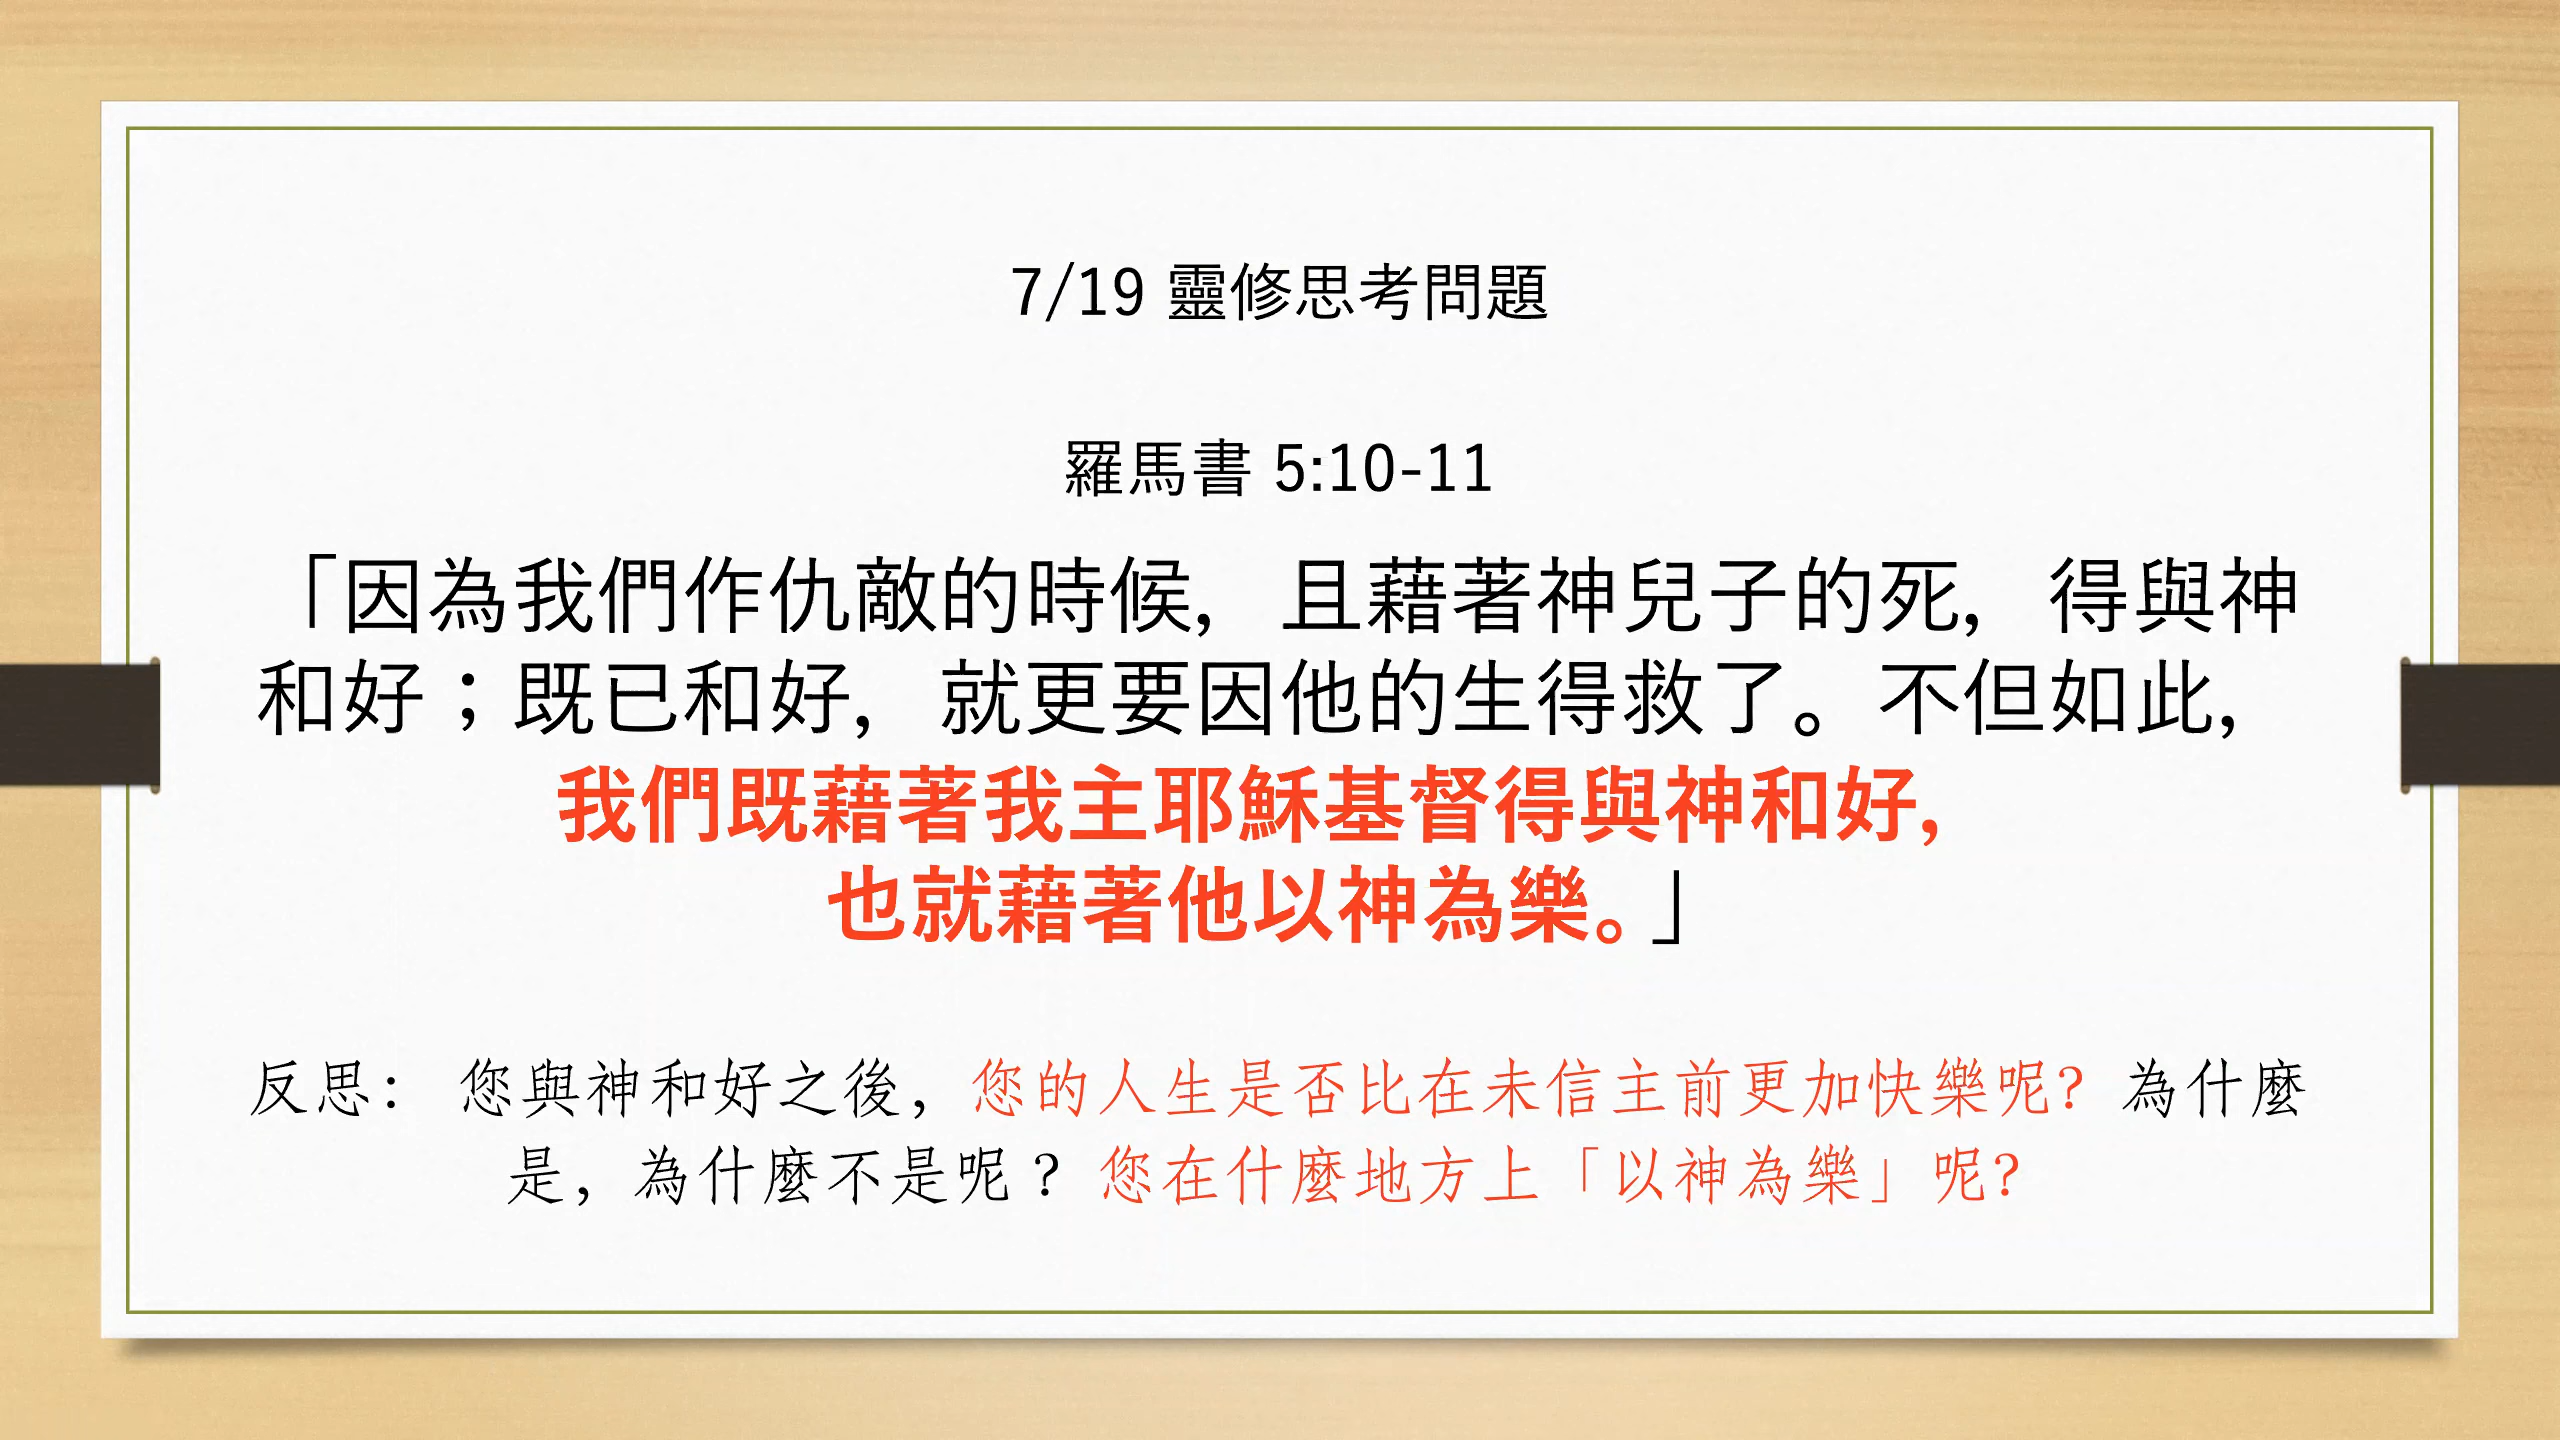 7/19 靈修思考問題
羅馬書 5:10-11
「因為我們作仇敵的時候，且藉著神兒子的死，得與神
和好；既已和好，就更要因他的生得救了。不但如此，
我們既藉著我主耶穌基督得與神和好，
也就藉著他以神為樂。」
反思： 您與神和好之後，您的人生是否比在未信主前更加快樂呢？為什麼
是，為什麼不是呢？您在什麼地方上「以神為樂」呢？